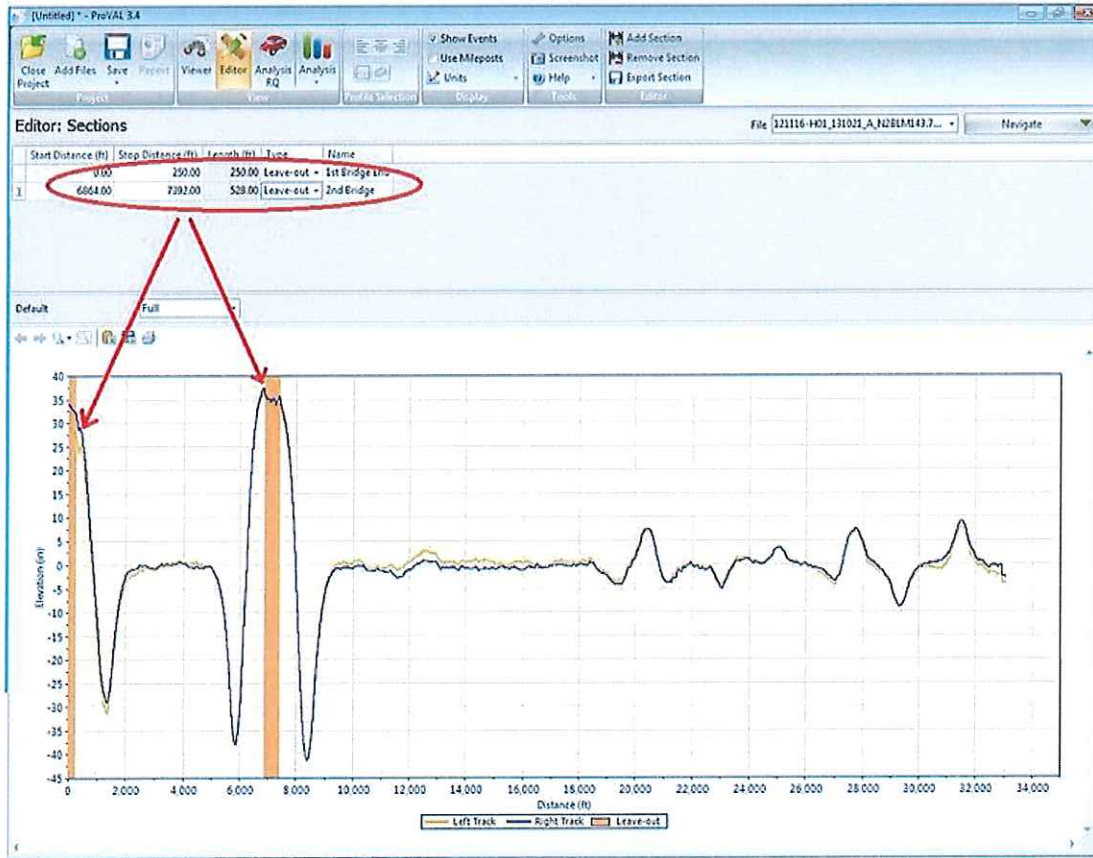 [Untitled] * - ProVAL 3.4
Close Project
Add Files
Save
Report
Project
Viewer
Editor
Analysis RQ
Analysis
View
Profile Selection
Show Events
Use Mileposts
Units
Display
Options
Screenshot
Help
Tools
Add Section
Remove Section
Export Section
Editor
Editor: Sections
File 121116-H01_131021_A_N2BLM143.7...
Navigate
Start Distance (ft) Stop Distance (ft) Length (ft) Type Name
0.00 250.00 250.00 Leave-out 1st Bridge End
6864.00 7392.00 528.00 Leave-out 2nd Bridge
Default Full
40
35
30
25
20
15
10
5
0
-5
-10
-15
-20
-25
-30
-35
-40
-45
Elevation (in)
0 2,000 4,000 6,000 8,000 10,000 12,000 14,000 16,000 18,000 20,000 22,000 24,000 26,000 28,000 30,000 32,000 34,000
Distance (ft)
Left Track Right Track Leave-out